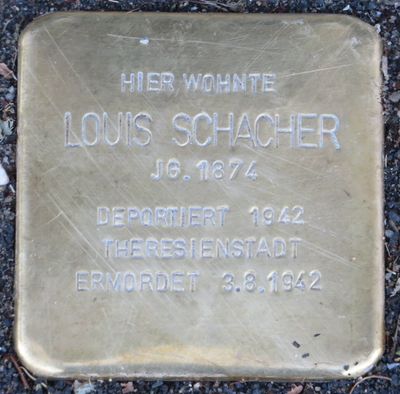 HIER WOHNTE
LOUIS SCHACHER
JG. 1874
DEPORTIERT 1942
THERESIENSTADT
ERMORDET 3.8.1942